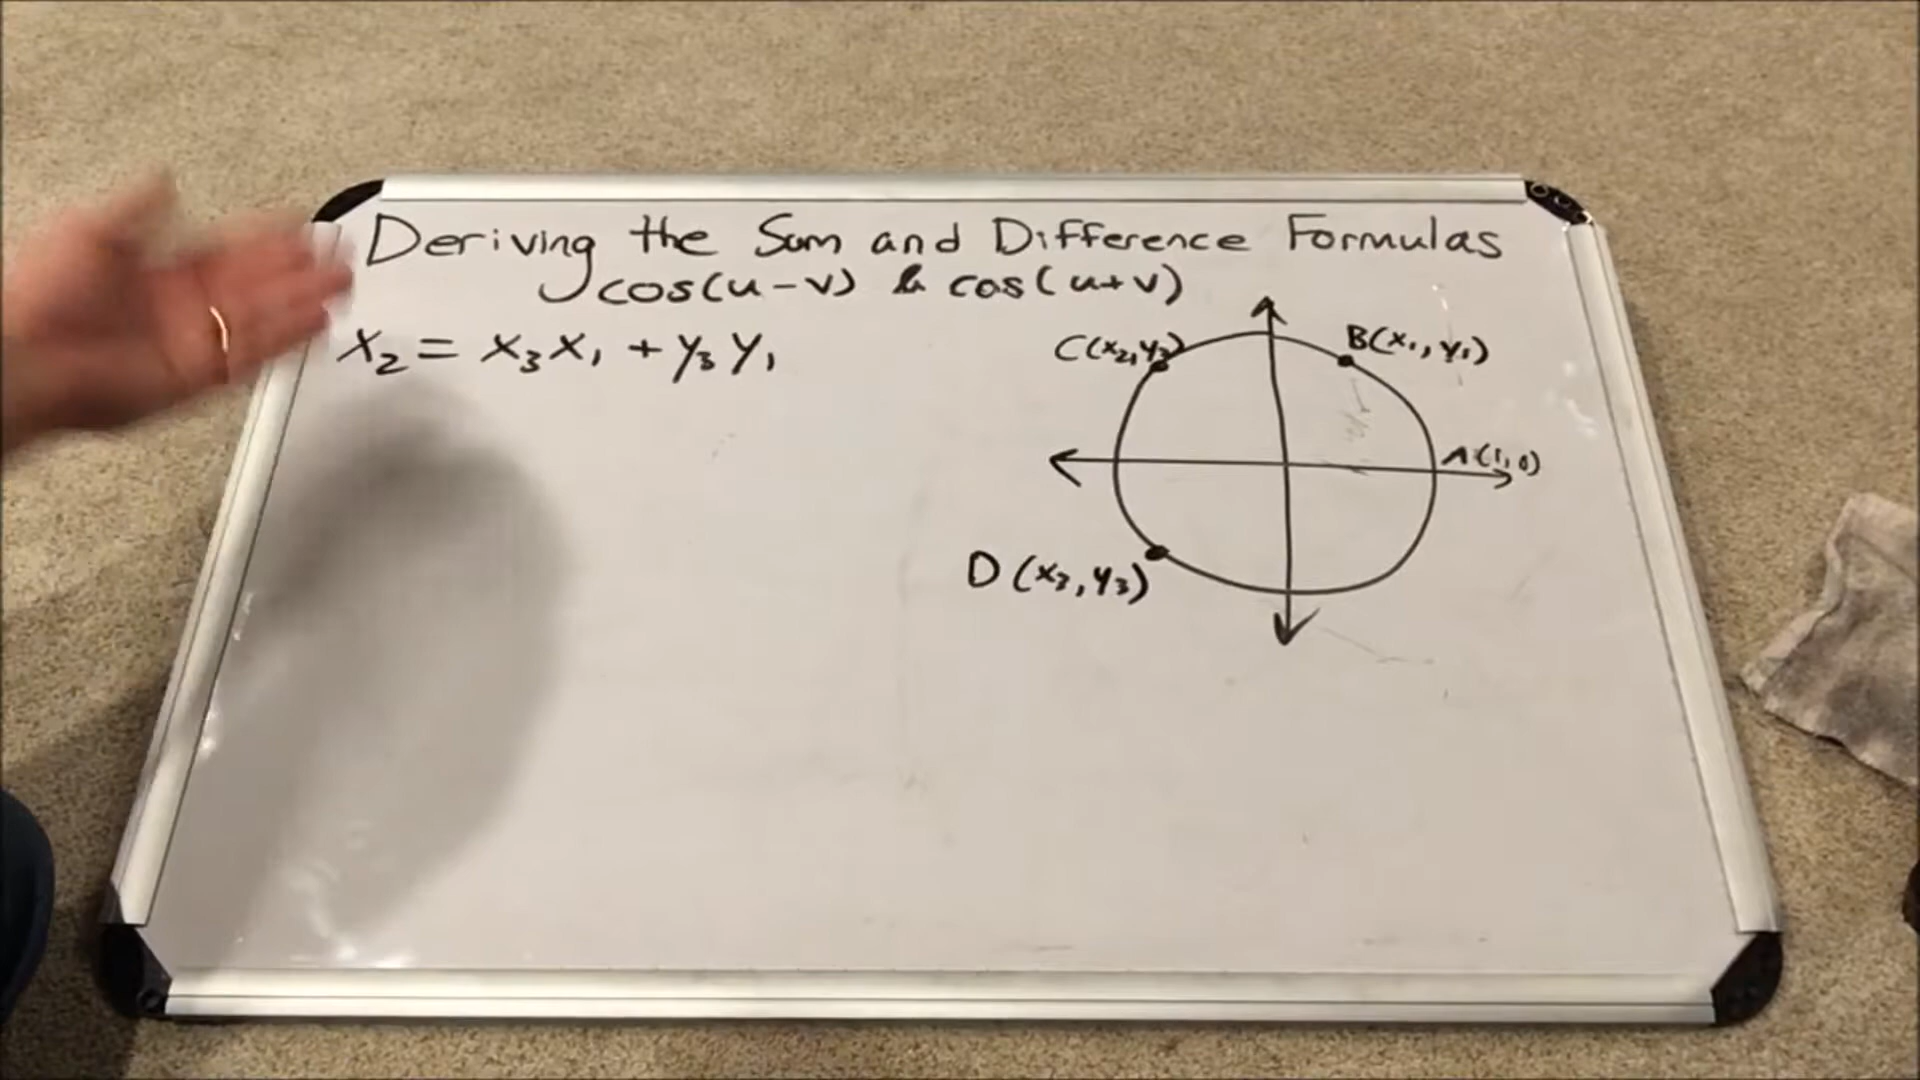 Deriving the Sum and Difference Formulas
cos(u-v) & cos(u+v)
x₂ = x₃x₁ + y₃y₁
C(x₂,y₂)
B(x₁,y₁)
A(1,0)
D(x₃,y₃)